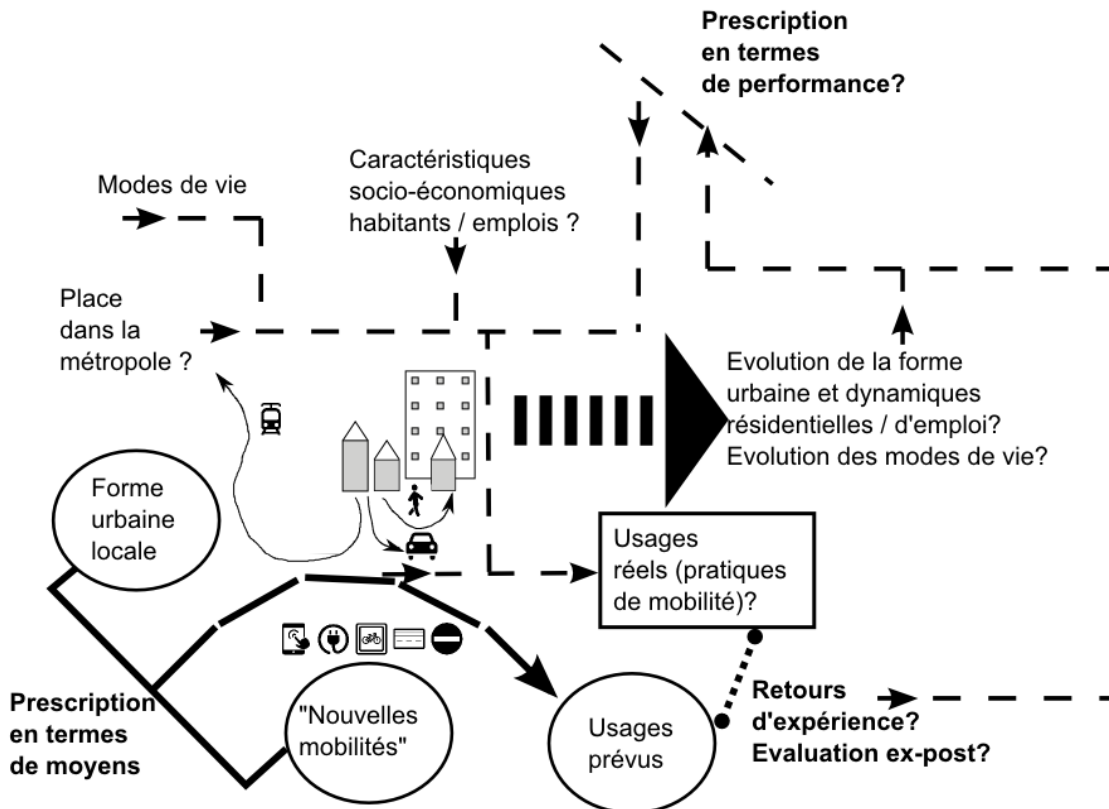 Prescription
en termes
de performance?
Caractéristiques
socio-économiques
habitants / emplois ?
Modes de vie
Place
dans la
métropole ?
Evolution de la forme
urbaine et dynamiques
résidentielles / d'emploi?
Evolution des modes de vie?
Forme
urbaine
locale
Usages
réels (pratiques
de mobilité)?
Prescription
en termes
de moyens
"Nouvelles
mobilités"
Usages
prévus
Retours
d'expérience?
Evaluation ex-post?